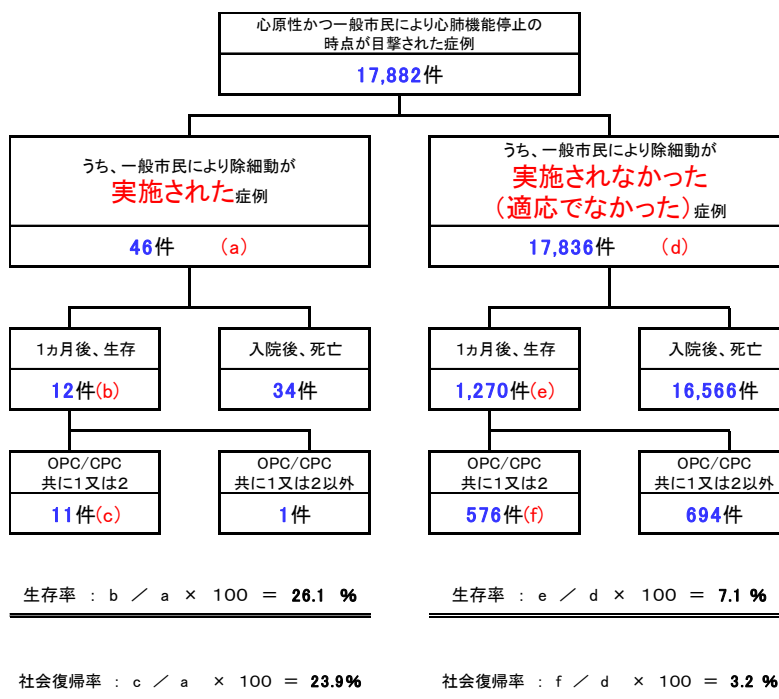 心原性かつ一般市民により心肺機能停止の
時点が目撃された症例
17,882件
うち、一般市民により除細動が
実施された症例
46件 (a)
うち、一般市民により除細動が
実施されなかった
(適応でなかった)症例
17,836件 (d)
1ヵ月後、生存
12件(b)
入院後、死亡
34件
1ヵ月後、生存
1,270件(e)
入院後、死亡
16,566件
OPC/CPC
共に1又は2
11件(c)
OPC/CPC
共に1又は2以外
1件
OPC/CPC
共に1又は2
576件(f)
OPC/CPC
共に1又は2以外
694件
生存率 : b / a × 100 = 26.1 %
生存率 : e / d × 100 = 7.1 %
社会復帰率 : c / a × 100 = 23.9%
社会復帰率 : f / d × 100 = 3.2 %